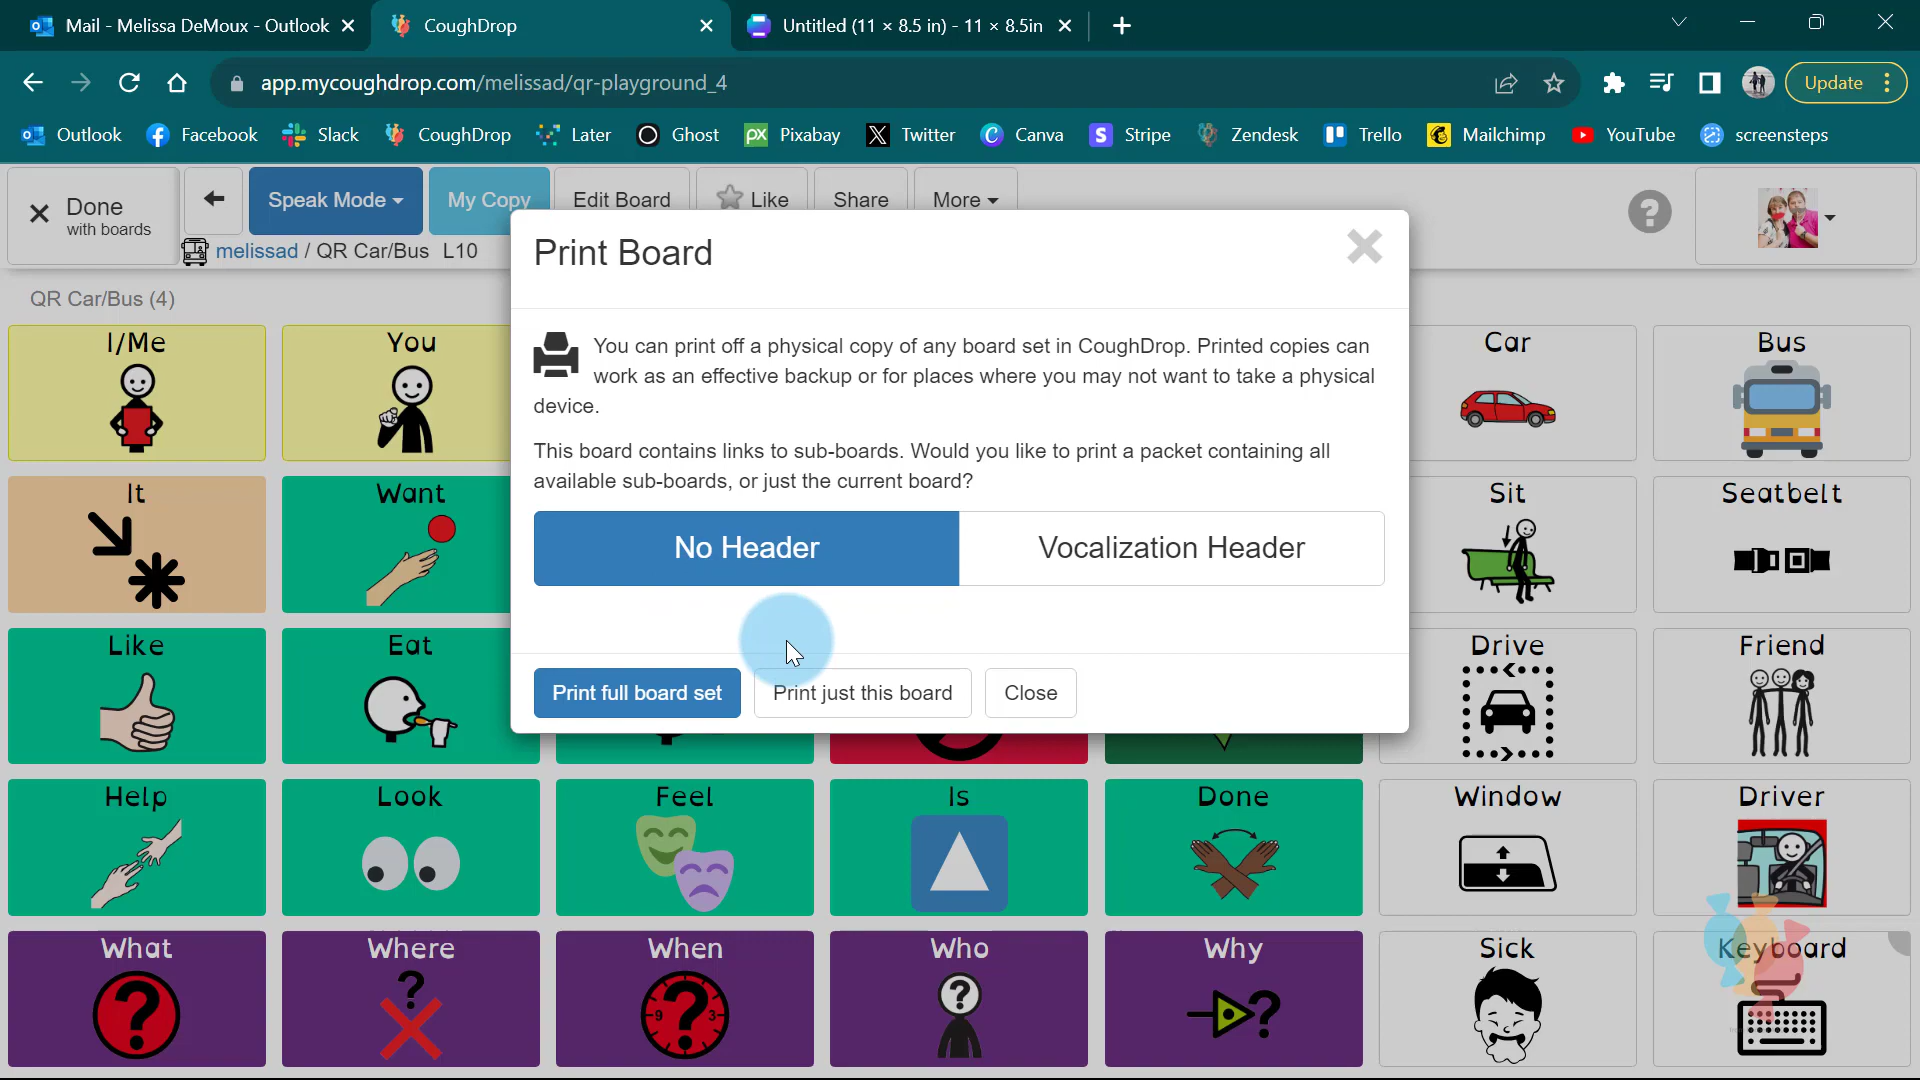 Mail - Melissa DeMoux - Outlook
CoughDrop
Untitled (11 × 8.5 in) - 11 × 8.5in
app.mycoughdrop.com/melissad/qr-playground_4
Update
Outlook
Facebook
Slack
CoughDrop
Later
Ghost
Pixabay
Twitter
Canva
Stripe
Zendesk
Trello
Mailchimp
YouTube
screensteps
Done
with boards
Speak Mode
My Copy
Edit Board
Like
Share
More
melissad / QR Car/Bus L10
QR Car/Bus (4)
Print Board
You can print off a physical copy of any board set in CoughDrop. Printed copies can
work as an effective backup or for places where you may not want to take a physical
device.
This board contains links to sub-boards. Would you like to print a packet containing all
available sub-boards, or just the current board?
No Header
Vocalization Header
Print full board set
Print just this board
Close
I/Me
You
Car
Bus
It
Want
Sit
Seatbelt
Like
Eat
Drive
Friend
Help
Look
Feel
Is
Done
Window
Driver
What
Where
When
Who
Why
Sick
Keyboard